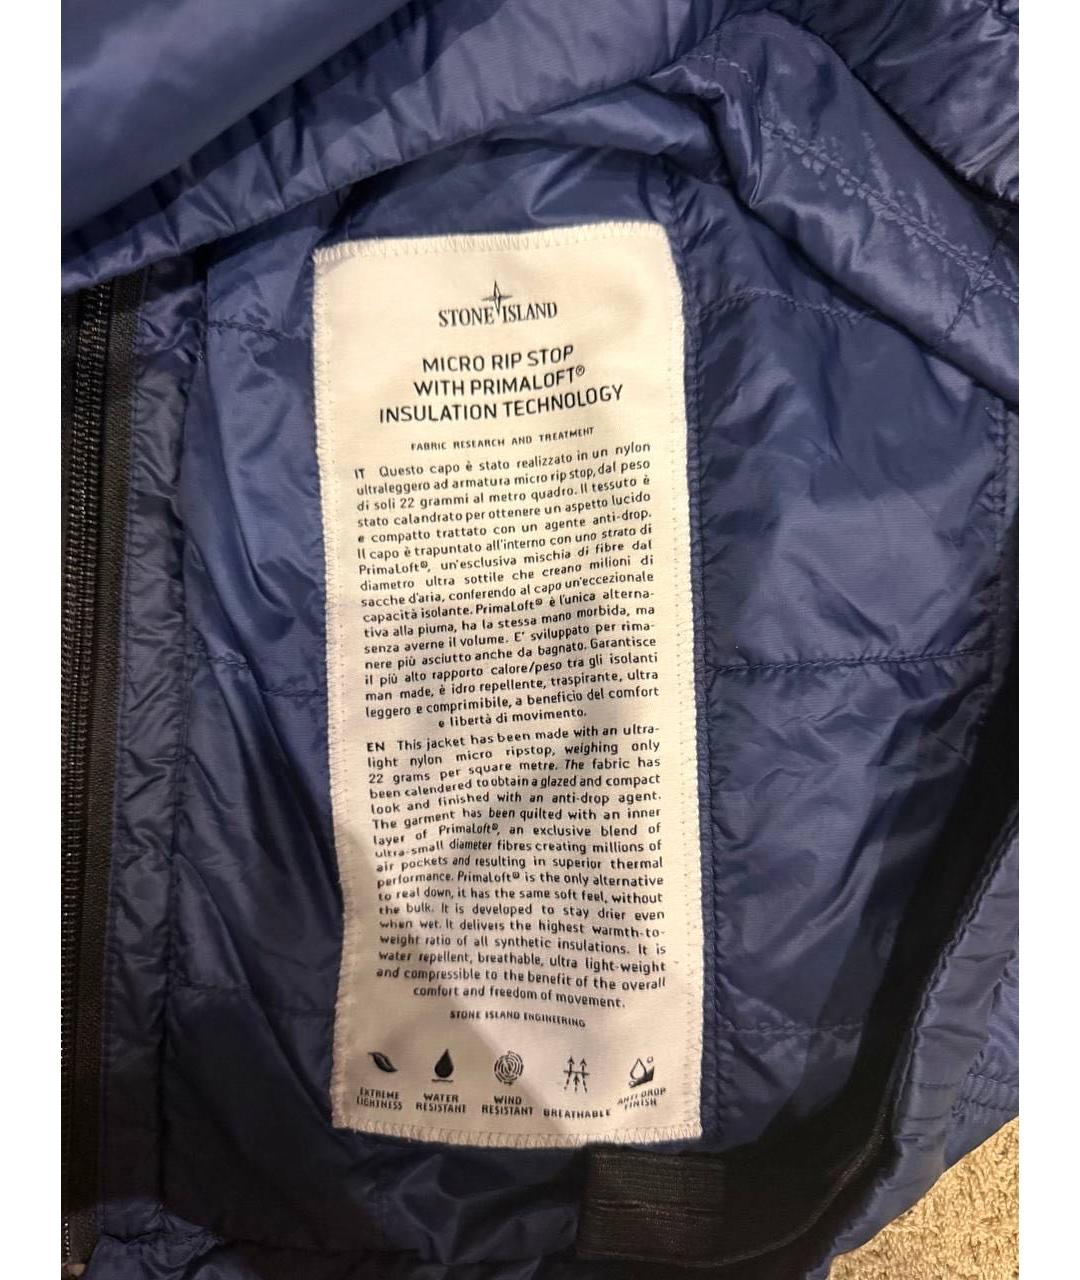 STONE ISLAND
MICRO RIP STOP
WITH PRIMALOFT®
INSULATION TECHNOLOGY
FABRIC RESEARCH AND TREATMENT
IT Questo capo è stato realizzato in un nylon
ultraleggero ad armatura micro rip stop, dal peso
di soli 22 grammi al metro quadro. Il tessuto è
stato calandrato per ottenere un aspetto lucido
e compatto trattato con un agente anti-drop.
Il capo è trapuntato all'interno con uno strato di
PrimaLoft®, un'esclusiva mischia di fibre dal
diametro ultra sottile che creano milioni di
sacche d'aria, conferendo al capo un'eccezionale
capacità isolante. PrimaLoft® è l'unica alterna-
tiva alla piuma, ha la stessa mano morbida, ma
senza averne il volume. E' sviluppato per rima-
nere più asciutto anche da bagnato. Garantisce
il più alto rapporto calore/peso tra gli isolanti
man made, è idro repellente, traspirante, ultra
leggero e comprimibile, a beneficio del comfort
e libertà di movimento.
EN This jacket has been made with an ultra-
light nylon micro ripstop, weighing only
22 grams per square metre. The fabric has
been calendered to obtain a glazed and compact
look and finished with an anti-drop agent.
The garment has been quilted with an inner
layer of PrimaLoft®, an exclusive blend of
ultra-small diameter fibres creating millions of
air pockets and resulting in superior thermal
performance. PrimaLoft® is the only alternative
to real down, it has the same soft feel, without
the bulk. It is developed to stay drier even
when wet. It delivers the highest warmth-to-
weight ratio of all synthetic insulations. It is
water repellent, breathable, ultra light-weight
and compressible to the benefit of the overall
comfort and freedom of movement.
STONE ISLAND ENGINEERING
EXTREME LIGHTNESS
WATER RESISTANT
WIND RESISTANT
BREATHABLE
ANTI-DROP FINISH